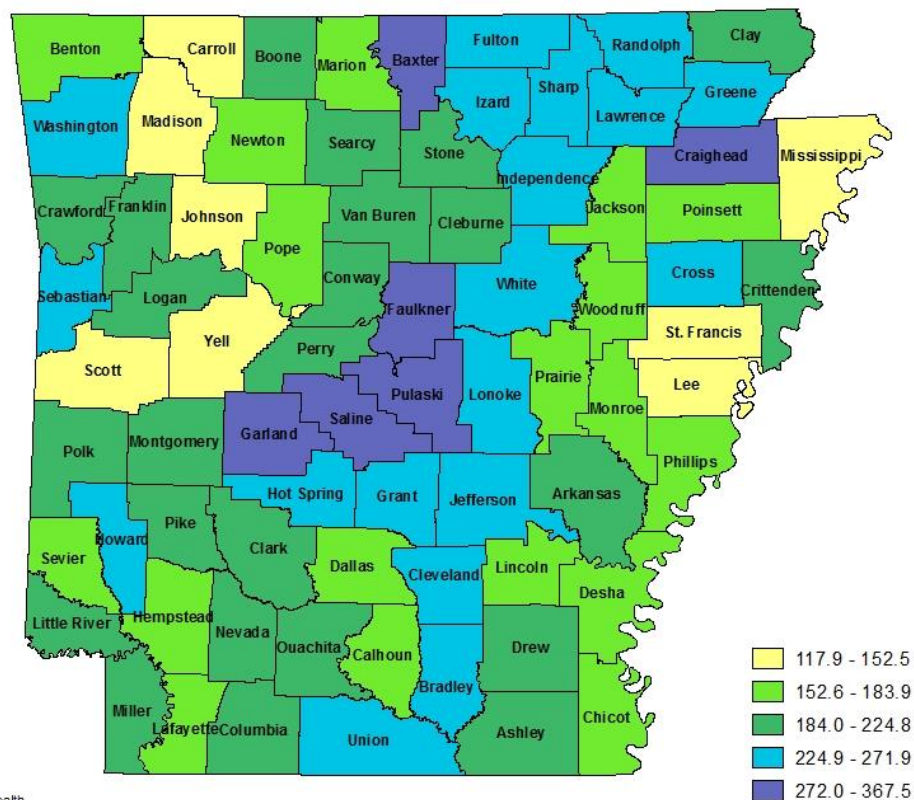 Benton
Carroll
Boone
Marion
Baxter
Fulton
Randolph
Clay
Washington
Madison
Newton
Searcy
Stone
Izard
Sharp
Lawrence
Greene
Craighead
Mississippi
Independence
Jackson
Poinsett
Crawford
Franklin
Johnson
Pope
Van Buren
Cleburne
White
Woodruff
Cross
Crittenden
Sebastian
Logan
Conway
Faulkner
St. Francis
Scott
Yell
Perry
Pulaski
Lonoke
Prairie
Monroe
Lee
Phillips
Polk
Montgomery
Garland
Saline
Hot Spring
Grant
Jefferson
Arkansas
Howard
Pike
Clark
Dallas
Cleveland
Lincoln
Desha
Sevier
Little River
Hempstead
Nevada
Ouachita
Calhoun
Bradley
Drew
Miller
Lafayette
Columbia
Union
Ashley
Chicot
117.9 - 152.5
152.6 - 183.9
184.0 - 224.8
224.9 - 271.9
272.0 - 367.5